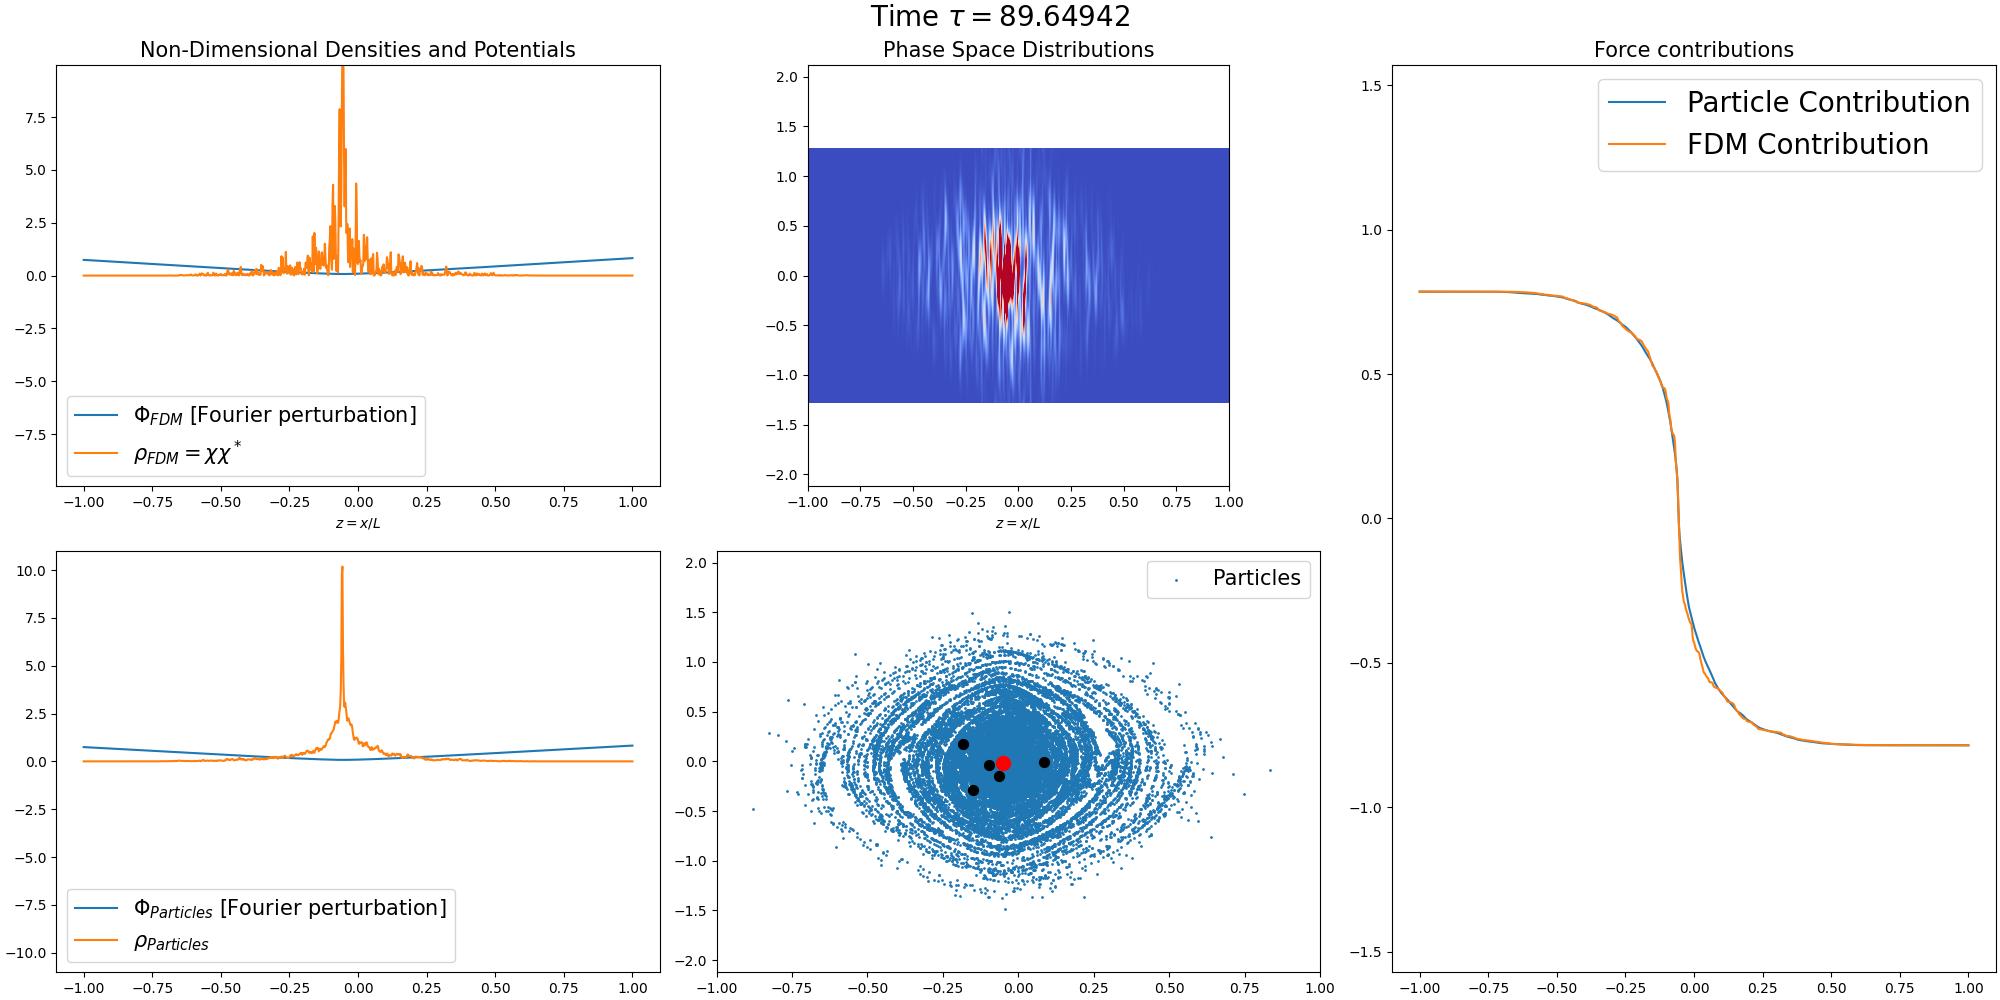 Time τ = 89.64942
Non-Dimensional Densities and Potentials
7.5
5.0
2.5
0.0
−2.5
−5.0
−7.5
Φ_FDM [Fourier perturbation]
ρ_FDM = χχ*
−1.00 −0.75 −0.50 −0.25 0.00 0.25 0.50 0.75 1.00
z = x/L
Phase Space Distributions
2.0
1.5
1.0
0.5
0.0
−0.5
−1.0
−1.5
−2.0
−1.00 −0.75 −0.50 −0.25 0.00 0.25 0.50 0.75 1.00
z = x/L
Force contributions
Particle Contribution
FDM Contribution
1.5
1.0
0.5
0.0
−0.5
−1.0
−1.5
−1.00 −0.75 −0.50 −0.25 0.00 0.25 0.50 0.75 1.00
10.0
7.5
5.0
2.5
0.0
−2.5
−5.0
−7.5
−10.0
Φ_Particles [Fourier perturbation]
ρ_Particles
−1.00 −0.75 −0.50 −0.25 0.00 0.25 0.50 0.75 1.00
Particles
2.0
1.5
1.0
0.5
0.0
−0.5
−1.0
−1.5
−2.0
−1.00 −0.75 −0.50 −0.25 0.00 0.25 0.50 0.75 1.00